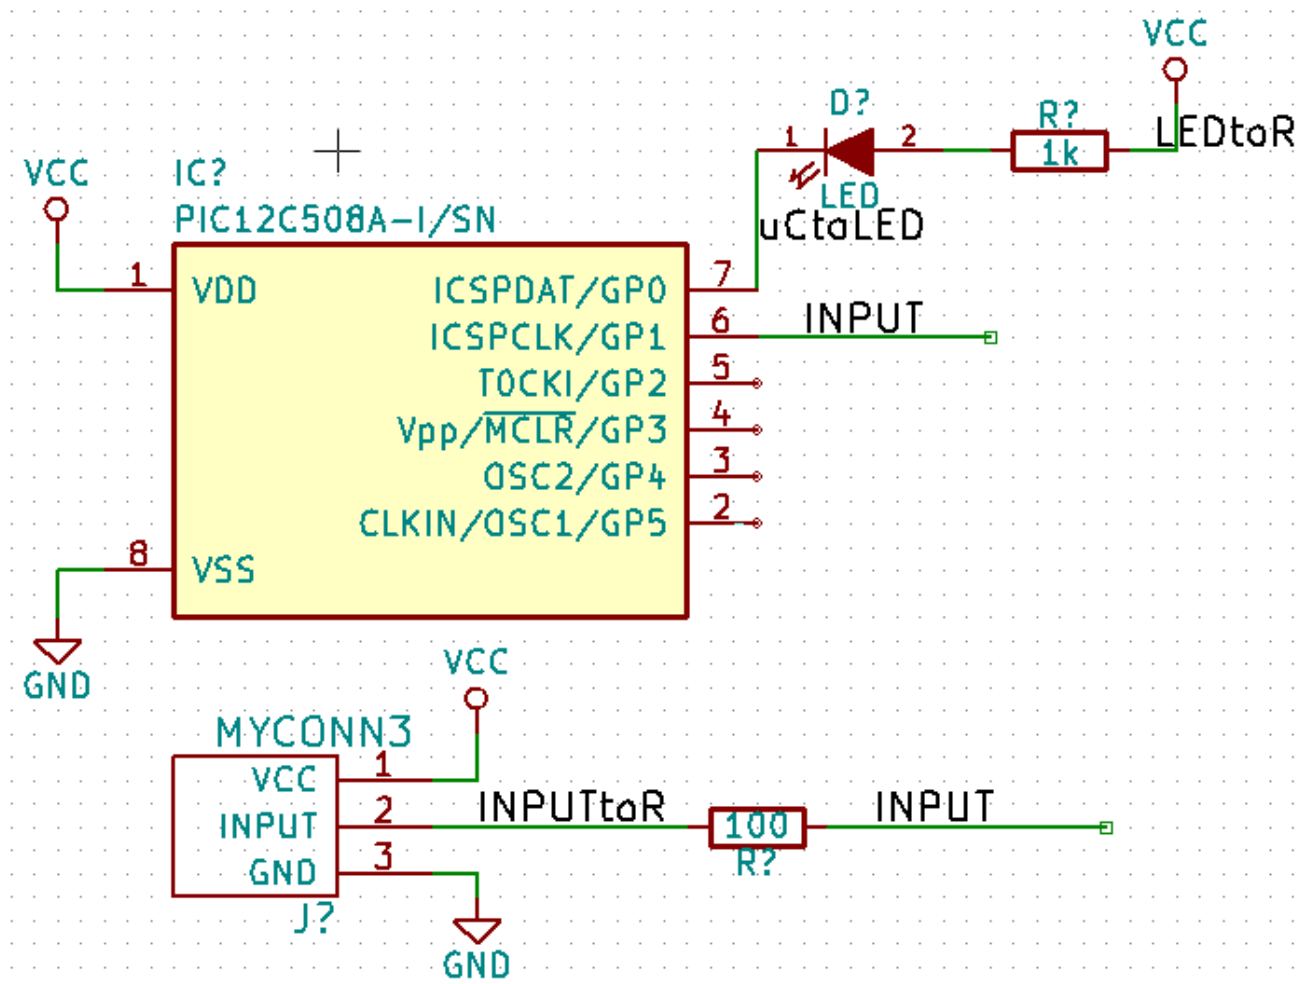 VCC
D?
R?
1
2
1k
LEDtoR
LED
uCtoLED
VCC
IC?
PIC12C508A-I/SN
1
VDD
ICSPDAT/GP0
7
ICSPCLK/GP1
6
INPUT
T0CKI/GP2
5
Vpp/MCLR/GP3
4
OSC2/GP4
3
CLKIN/OSC1/GP5
2
8
VSS
GND
VCC
MYCONN3
VCC
1
INPUT
2
INPUTtoR
100
INPUT
R?
GND
3
J?
GND